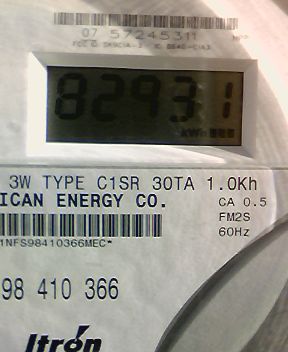 07 57245311
82931
kWh
3W TYPE C1SR 30TA 1.0Kh
ICAN ENERGY CO.
CA 0.5
FM2S
60Hz
1NFS98410366MEC*
98 410 366
Itron